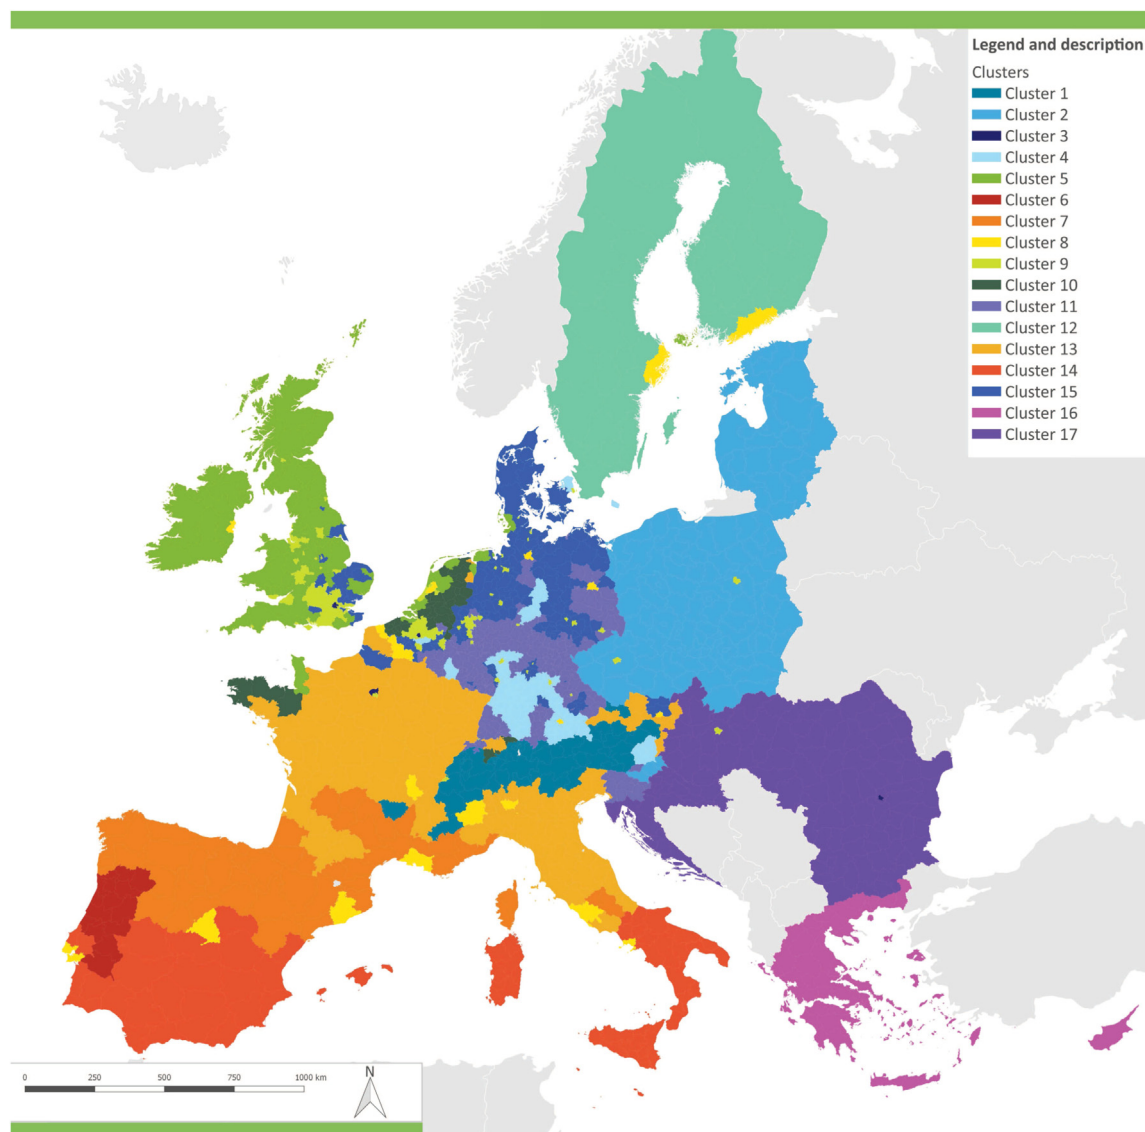 Legend and description
Clusters
Cluster 1
Cluster 2
Cluster 3
Cluster 4
Cluster 5
Cluster 6
Cluster 7
Cluster 8
Cluster 9
Cluster 10
Cluster 11
Cluster 12
Cluster 13
Cluster 14
Cluster 15
Cluster 16
Cluster 17
0 250 500 750 1000 km
N